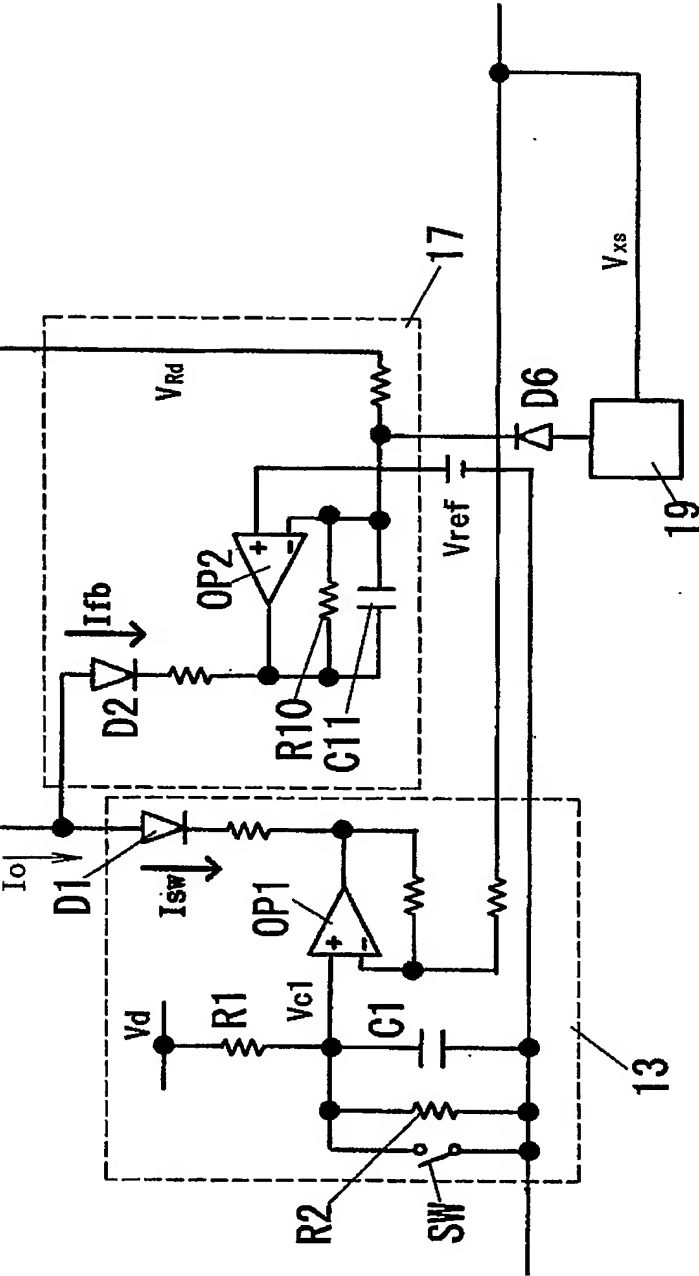 Io
Ifb
D2
VRd
17
OP2
+
-
R10
C11
D1
Isw
OP1
+
-
Vd
R1
Vc1
C1
Vref
D6
Vxs
19
13
R2
SW